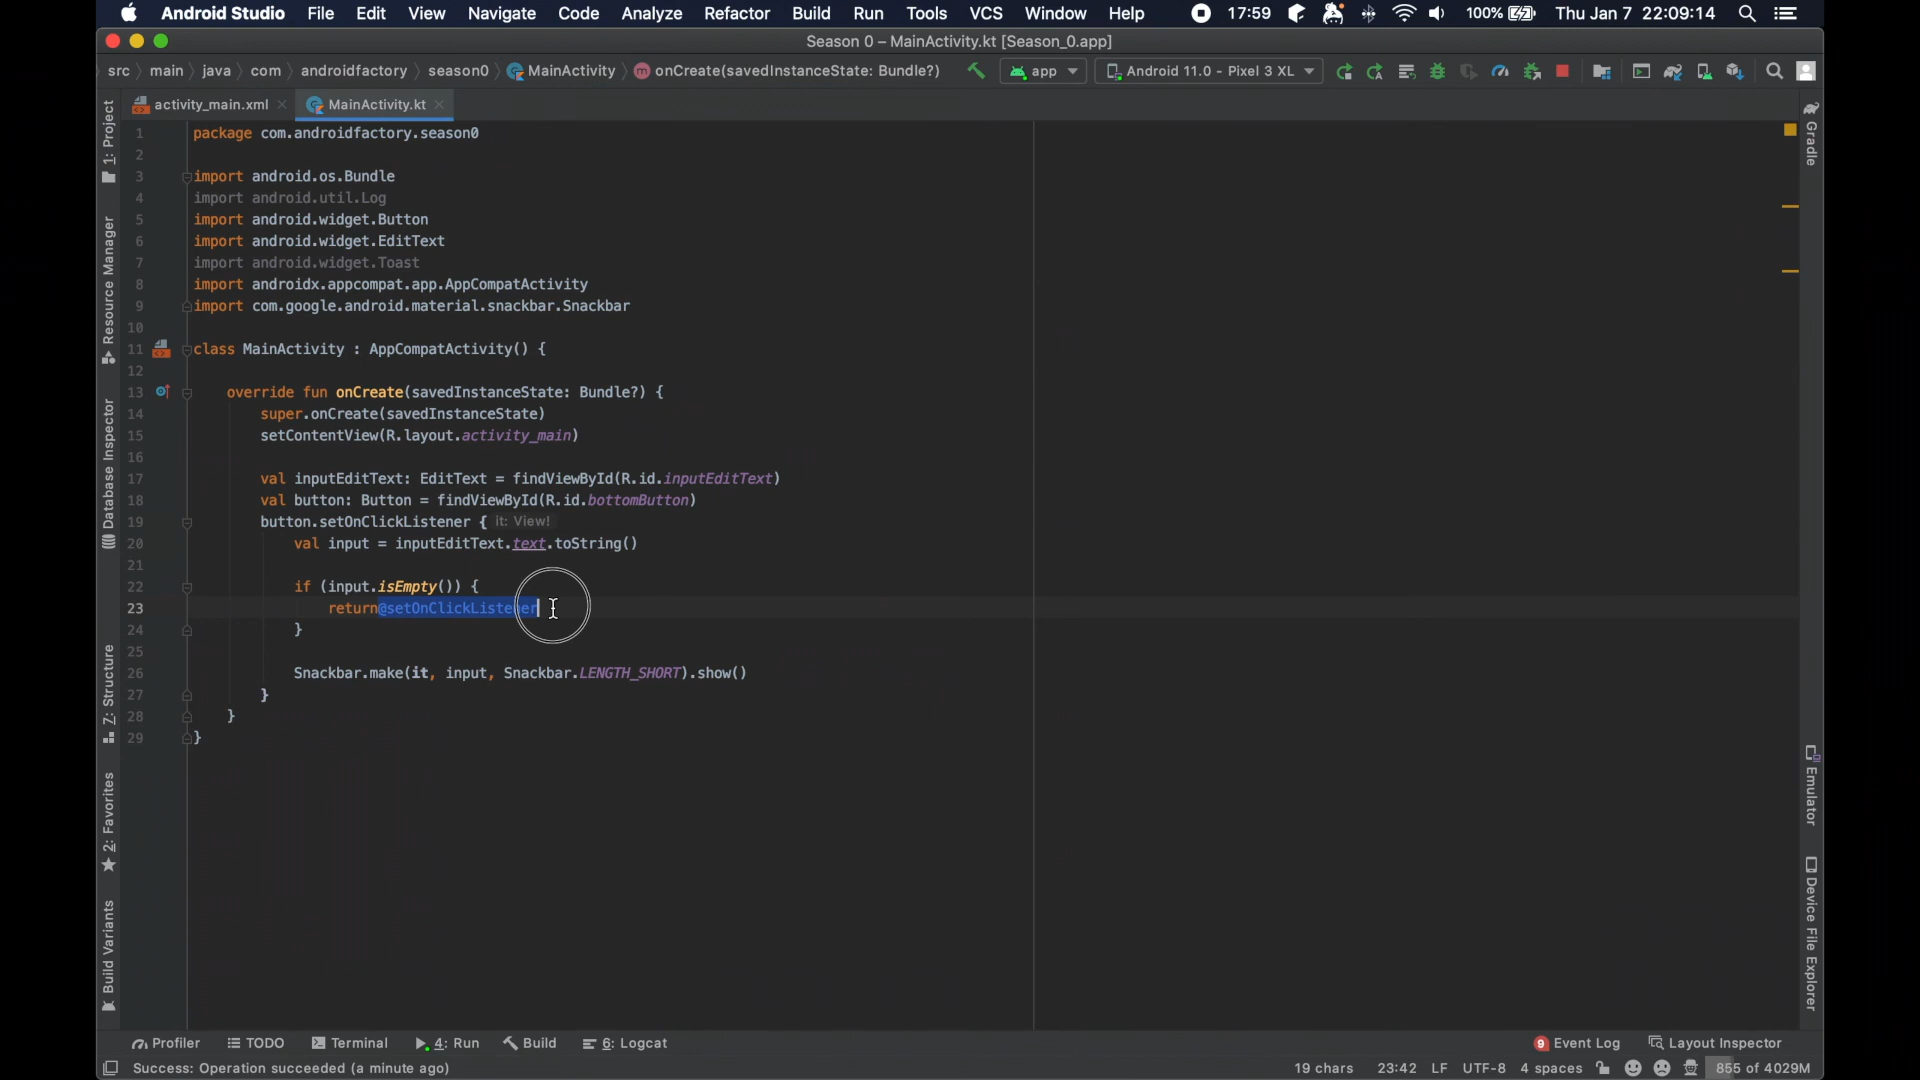 Android Studio File Edit View Navigate Code Analyze Refactor Build Run Tools VCS Window Help 17:59 100% Thu Jan 7 22:09:14
Season 0 – MainActivity.kt [Season_0.app]
src main java com androidfactory season0 MainActivity onCreate(savedInstanceState: Bundle?) app Android 11.0 - Pixel 3 XL
activity_main.xml MainActivity.kt
1 package com.androidfactory.season0
2
3 import android.os.Bundle
4 import android.util.Log
5 import android.widget.Button
6 import android.widget.EditText
7 import android.widget.Toast
8 import androidx.appcompat.app.AppCompatActivity
9 import com.google.android.material.snackbar.Snackbar
10
11 class MainActivity : AppCompatActivity() {
12
13 override fun onCreate(savedInstanceState: Bundle?) {
14 super.onCreate(savedInstanceState)
15 setContentView(R.layout.activity_main)
16
17 val inputEditText: EditText = findViewById(R.id.inputEditText)
18 val button: Button = findViewById(R.id.bottomButton)
19 button.setOnClickListener { it: View!
20 val input = inputEditText.text.toString()
21
22 if (input.isEmpty()) {
23 return@setOnClickListener
24 }
25
26 Snackbar.make(it, input, Snackbar.LENGTH_SHORT).show()
27 }
28 }
29 }
1: Project
Resource Manager
Database Inspector
Z: Structure
2: Favorites
Build Variants
Gradle
Emulator
Device File Explorer
Profiler TODO Terminal 4: Run Build 6: Logcat 9 Event Log Layout Inspector
Success: Operation succeeded (a minute ago) 19 chars 23:42 LF UTF-8 4 spaces 855 of 4029M